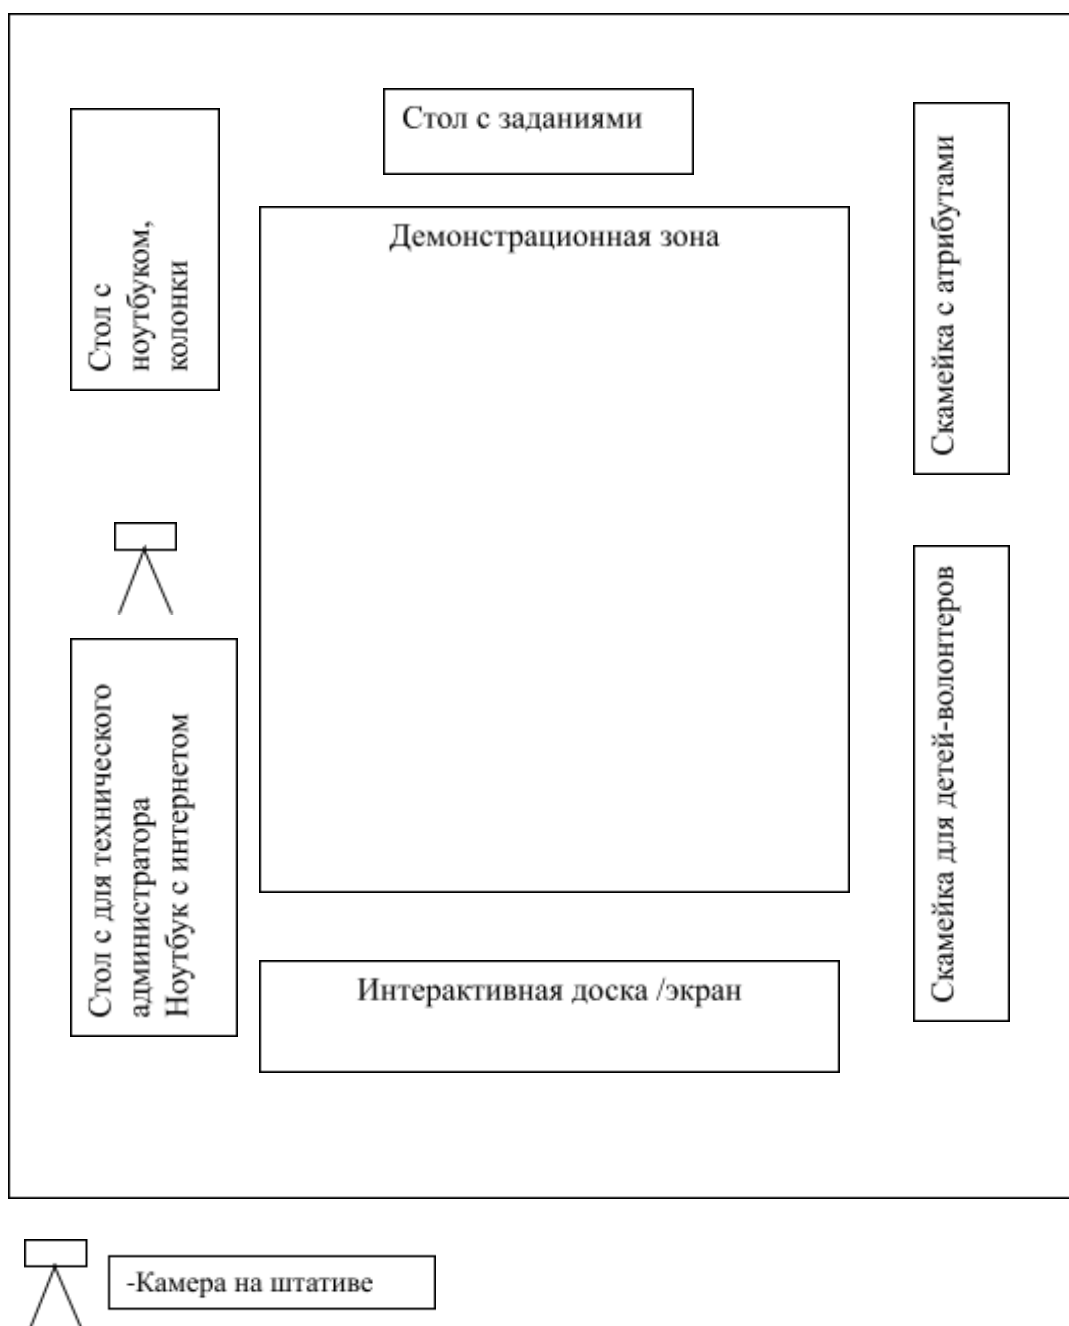 Стол с заданиями
Стол с
ноутбуком,
колонки
Демонстрационная зона
Скамейка с атрибутами
Стол с для технического
администратора
Ноутбук с интернетом
Скамейка для детей-волонтеров
Интерактивная доска /экран
-Камера на штативе